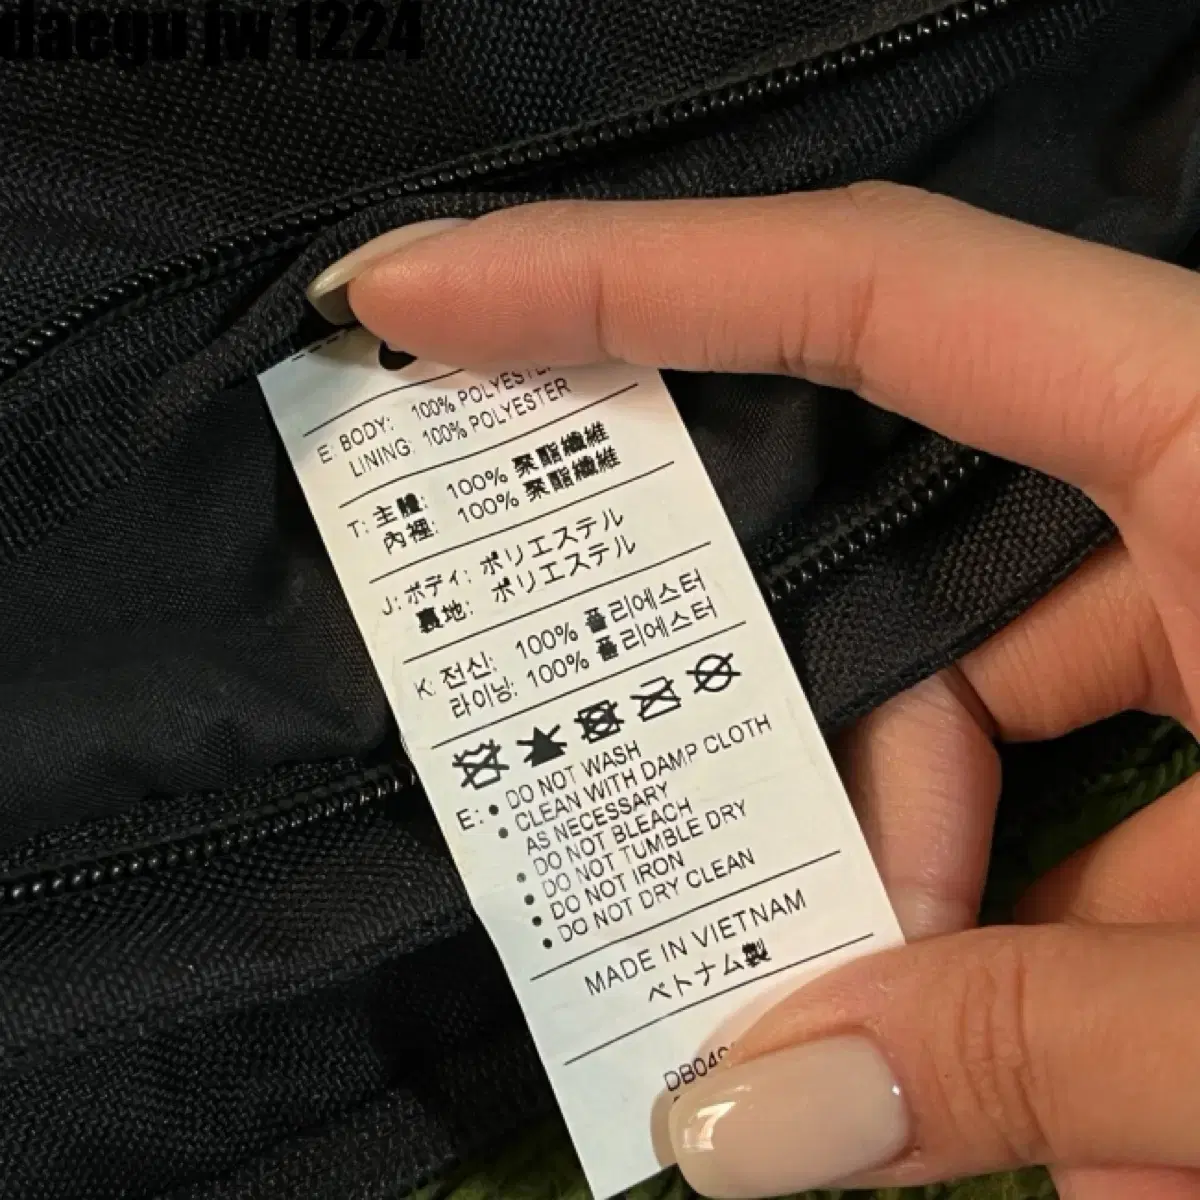 daegu jw 1224
E: BODY: 100% POLYESTER
LINING: 100% POLYESTER
T: 主體: 100% 聚酯纖維
內裡: 100% 聚酯纖維
J: ボディ: ポリエステル
裏地: ポリエステル
K: 전신: 100% 폴리에스터
라이닝: 100% 폴리에스터
E: • DO NOT WASH
• CLEAN WITH DAMP CLOTH
AS NECESSARY
• DO NOT BLEACH
• DO NOT TUMBLE DRY
• DO NOT IRON
• DO NOT DRY CLEAN
MADE IN VIETNAM
ベトナム製